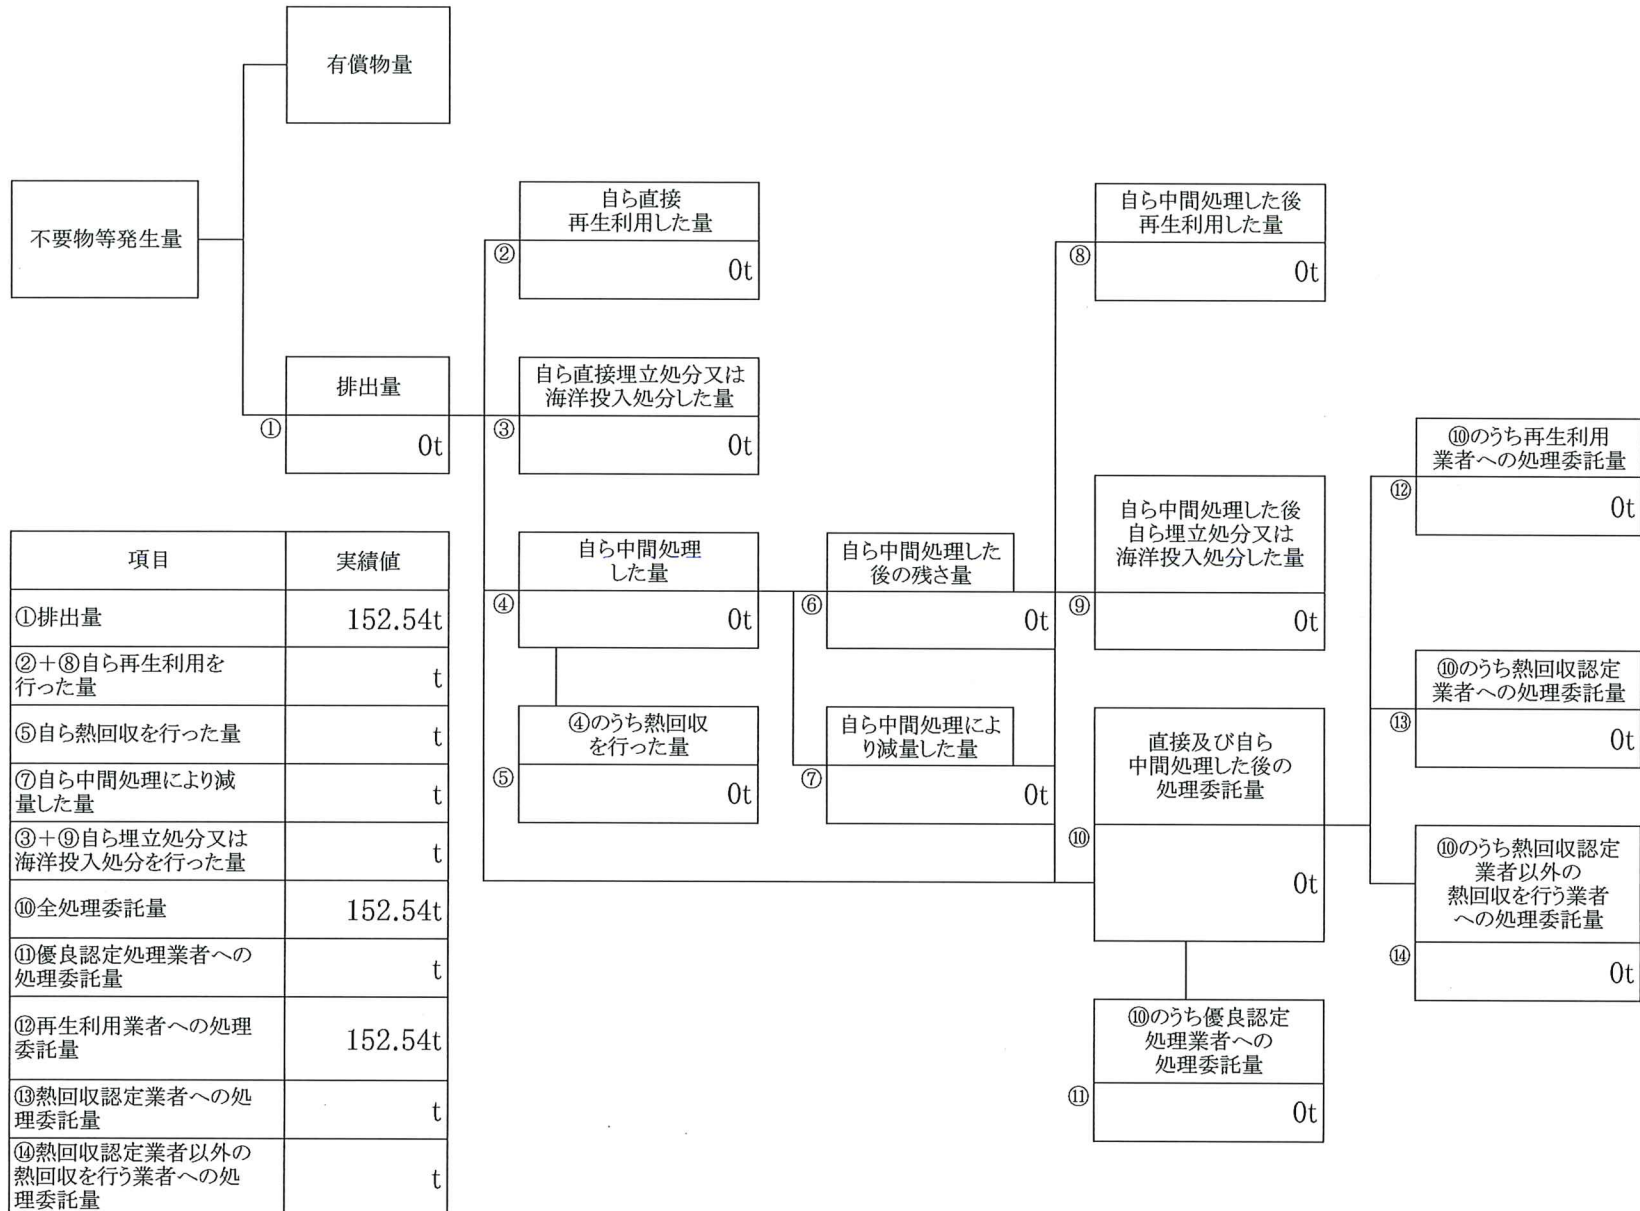 有償物量
不要物等発生量
排出量
①
0t
自ら直接
再生利用した量
②
0t
自ら直接埋立処分又は
海洋投入処分した量
③
0t
自ら中間処理
した量
④
0t
④のうち熱回収
を行った量
⑤
0t
自ら中間処理した
後の残さ量
⑥
0t
自ら中間処理によ
り減量した量
⑦
0t
自ら中間処理した後
再生利用した量
⑧
0t
自ら中間処理した後
自ら埋立処分又は
海洋投入処分した量
⑨
0t
直接及び自ら
中間処理した後の
処理委託量
⑩
0t
⑩のうち優良認定
処理業者への
処理委託量
⑪
0t
⑩のうち再生利用
業者への処理委託量
⑫
0t
⑩のうち熱回収認定
業者への処理委託量
⑬
0t
⑩のうち熱回収認定
業者以外の
熱回収を行う業者
への処理委託量
⑭
0t
項目 実績値
①排出量 152.54t
②+⑧自ら再生利用を
行った量 t
⑤自ら熱回収を行った量 t
⑦自ら中間処理により減
量した量 t
③+⑨自ら埋立処分又は
海洋投入処分を行った量 t
⑩全処理委託量 152.54t
⑪優良認定処理業者への
処理委託量 t
⑫再生利用業者への処理
委託量 152.54t
⑬熱回収認定業者への処
理委託量 t
⑭熱回収認定業者以外の
熱回収を行う業者への処
理委託量 t